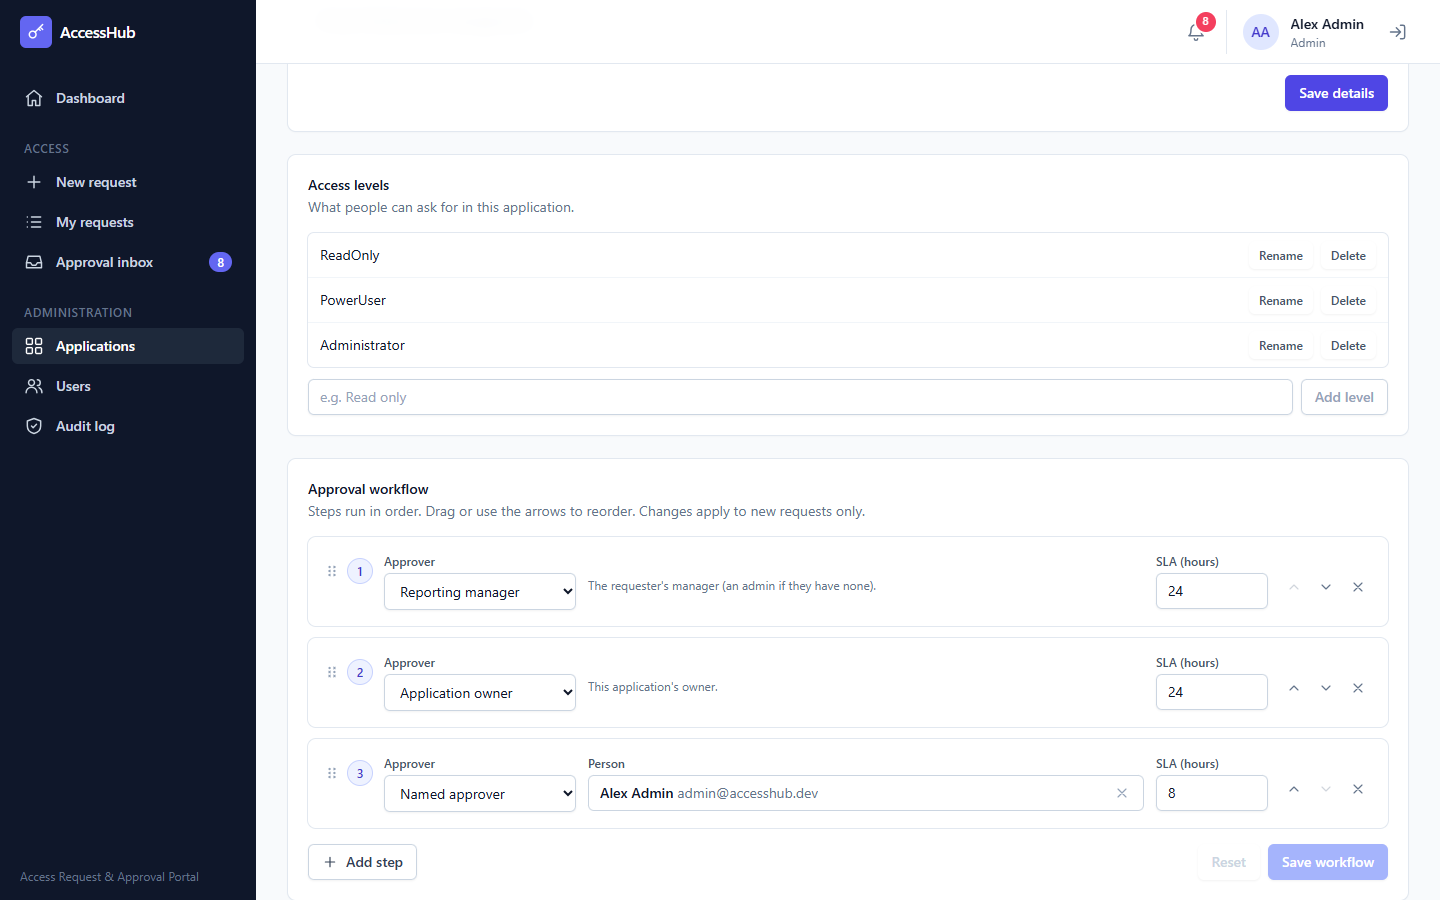 AccessHub
8
AA
Alex Admin
Admin
Dashboard
ACCESS
New request
My requests
Approval inbox
8
ADMINISTRATION
Applications
Users
Audit log
Access Request & Approval Portal
Save details
Access levels
What people can ask for in this application.
ReadOnly
Rename
Delete
PowerUser
Rename
Delete
Administrator
Rename
Delete
e.g. Read only
Add level
Approval workflow
Steps run in order. Drag or use the arrows to reorder. Changes apply to new requests only.
1
Approver
Reporting manager
The requester's manager (an admin if they have none).
SLA (hours)
24
2
Approver
Application owner
This application's owner.
SLA (hours)
24
3
Approver
Named approver
Person
Alex Admin admin@accesshub.dev
SLA (hours)
8
Add step
Reset
Save workflow